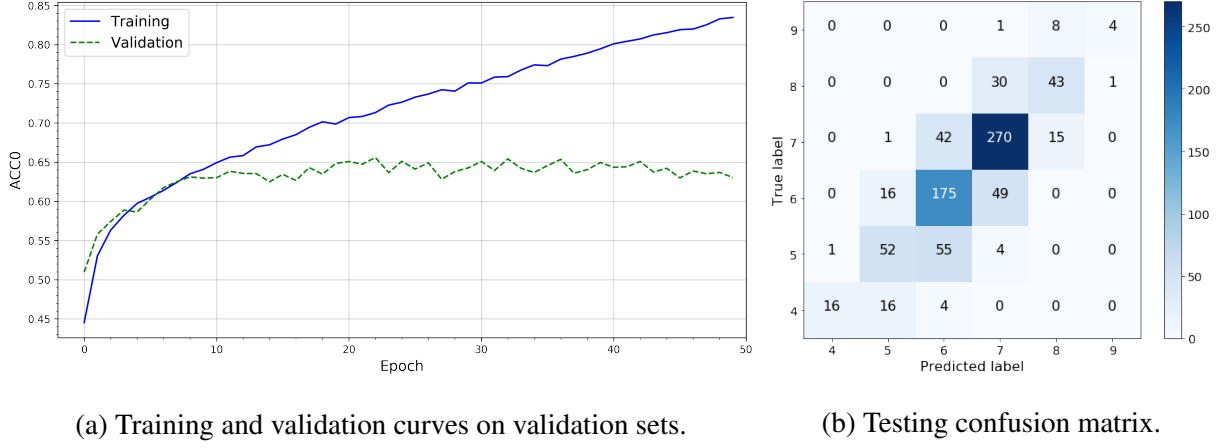 Training
Validation
0.85
0.80
0.75
0.70
0.65
0.60
0.55
0.50
0.45
ACC0
0 10 20 30 40 50
Epoch
(a) Training and validation curves on validation sets.
True label
9 0 0 0 1 8 4
8 0 0 0 30 43 1
7 0 1 42 270 15 0
6 0 16 175 49 0 0
5 1 52 55 4 0 0
4 16 16 4 0 0 0
4 5 6 7 8 9
Predicted label
250
200
150
100
50
0
(b) Testing confusion matrix.